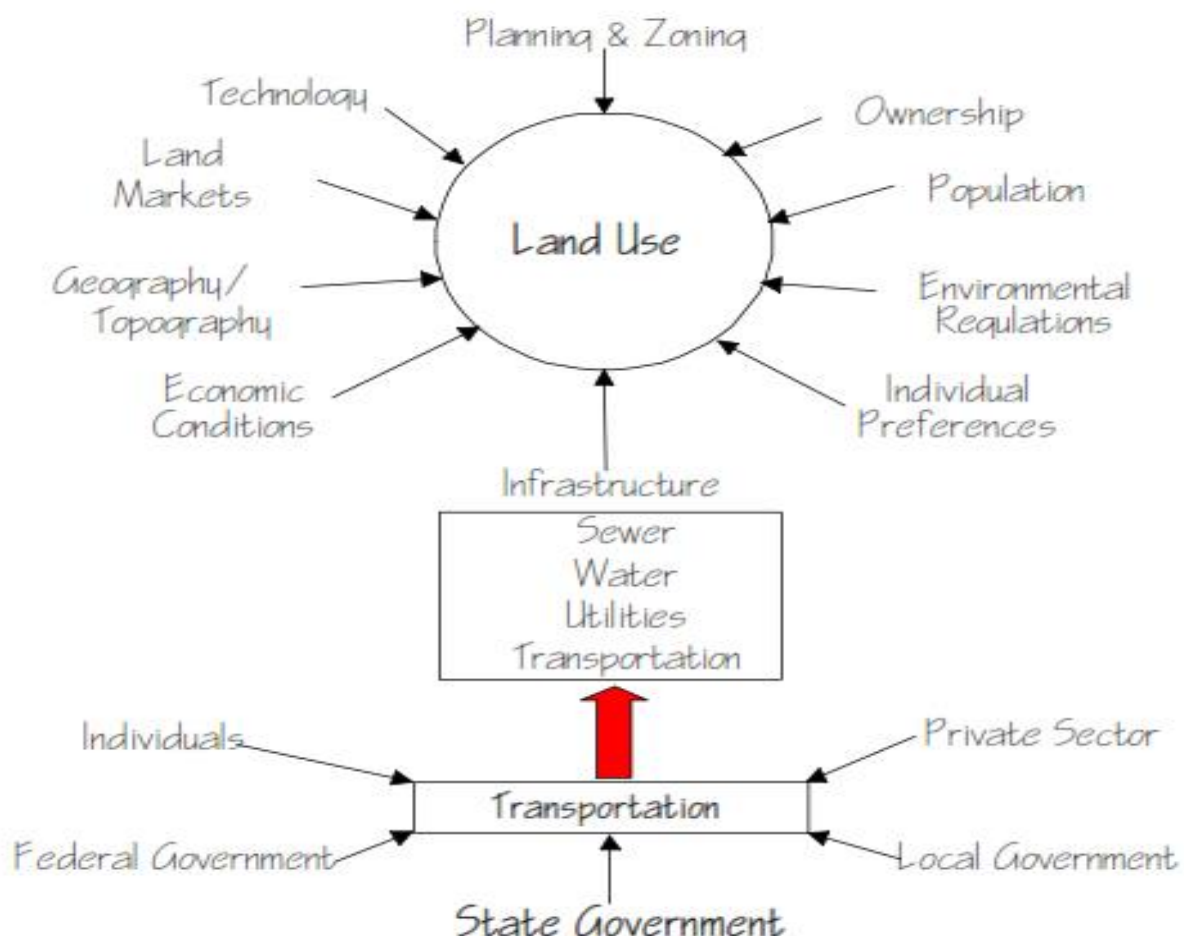 Planning & Zoning
Technology
Ownership
Land
Markets
Population
Land Use
Geography/
Topography
Environmental
Regulations
Economic
Conditions
Individual
Preferences
Infrastructure
Sewer
Water
Utilities
Transportation
Individuals
Private Sector
Transportation
Federal Government
Local Government
State Government